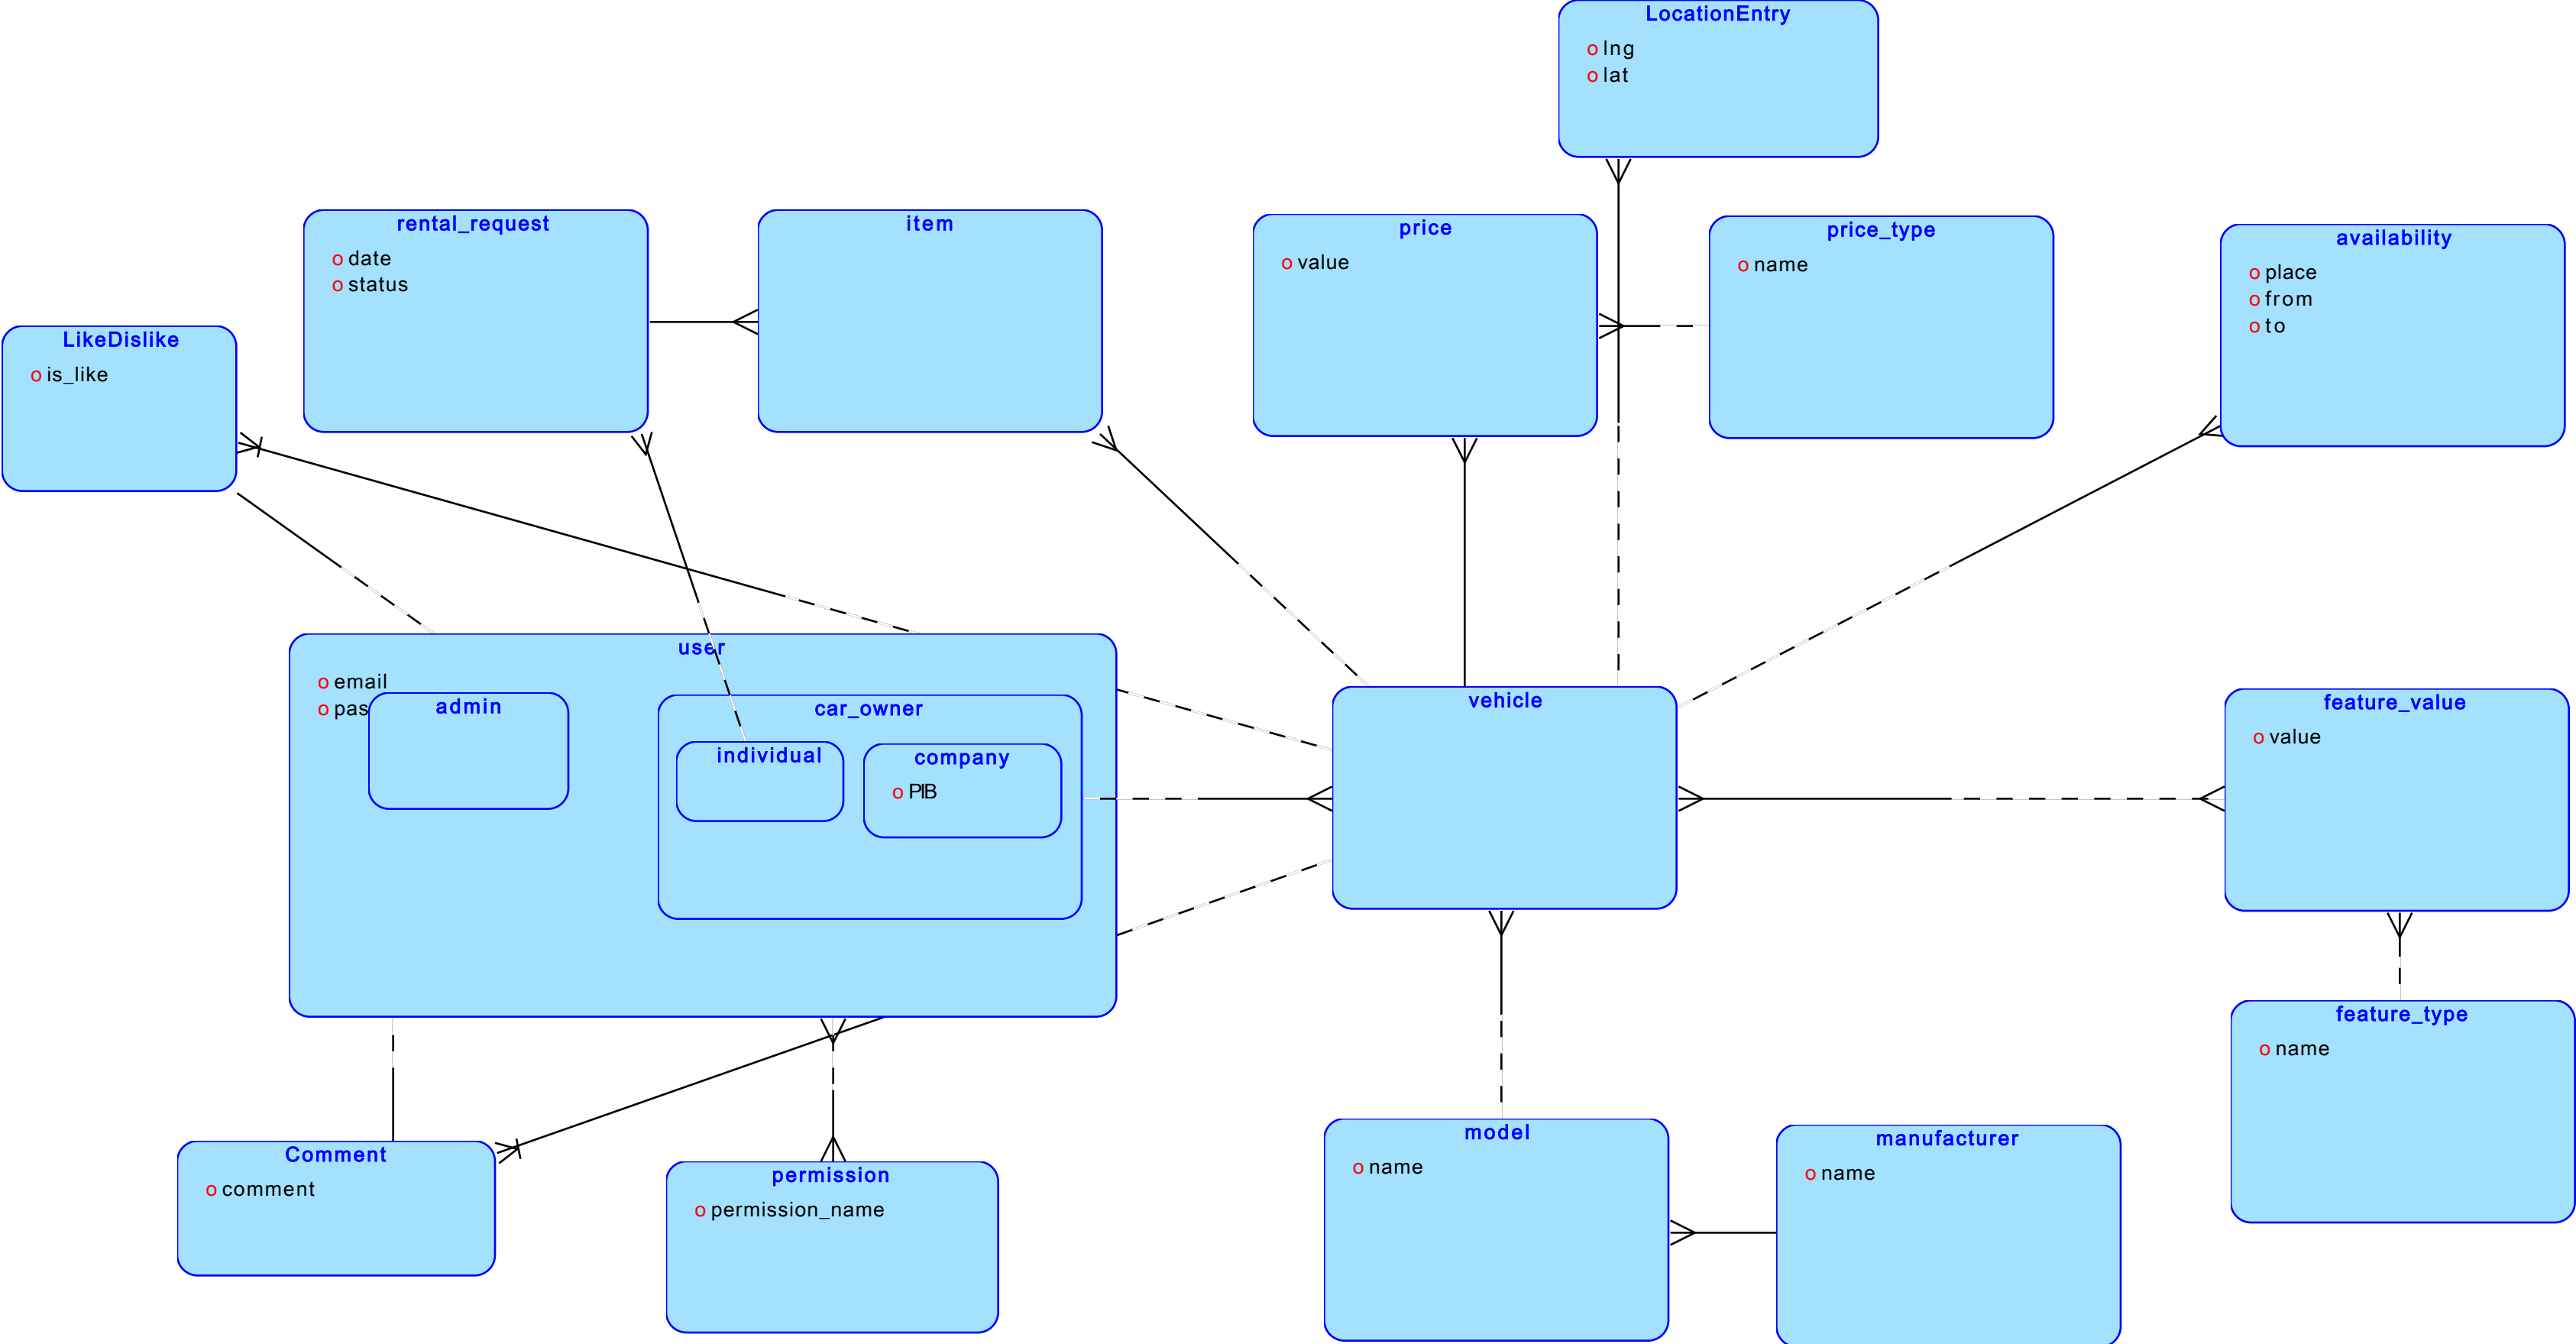 LocationEntry
o lng
o lat
rental_request
o date
o status
item
price
o value
price_type
o name
availability
o place
o from
o to
LikeDislike
o is_like
user
o email
o pas
admin
car_owner
individual
company
o PIB
vehicle
feature_value
o value
feature_type
o name
Comment
o comment
permission
o permission_name
model
o name
manufacturer
o name